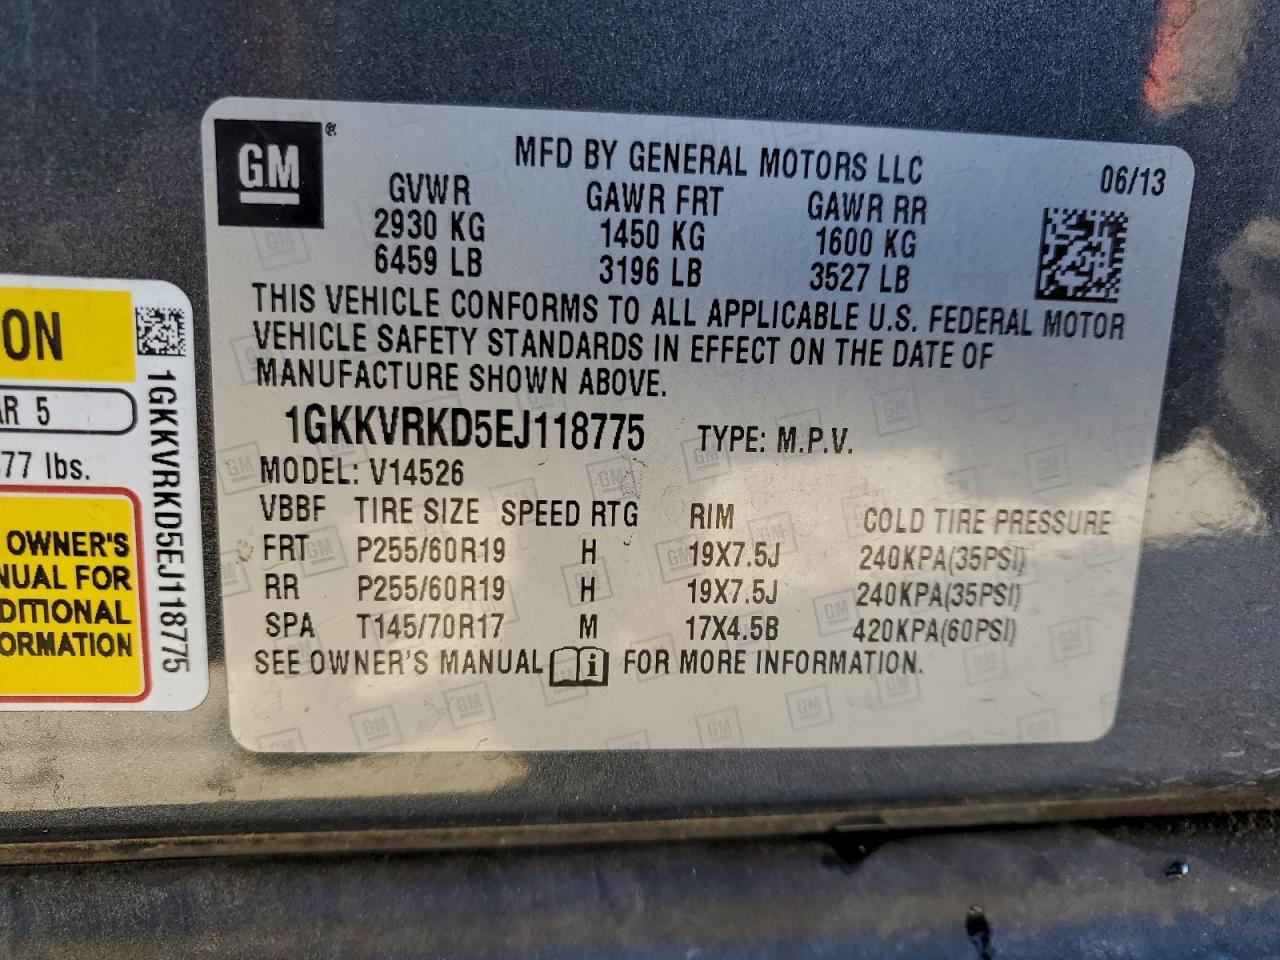 GM
®
MFD BY GENERAL MOTORS LLC
06/13
GVWR GAWR FRT GAWR RR
2930 KG 1450 KG 1600 KG
6459 LB 3196 LB 3527 LB
THIS VEHICLE CONFORMS TO ALL APPLICABLE U.S. FEDERAL MOTOR
VEHICLE SAFETY STANDARDS IN EFFECT ON THE DATE OF
MANUFACTURE SHOWN ABOVE.
1GKKVRKD5EJ118775 TYPE: M.P.V.
MODEL: V14526
VBBF TIRE SIZE SPEED RTG RIM COLD TIRE PRESSURE
FRT P255/60R19 H 19X7.5J 240KPA(35PSI)
RR P255/60R19 H 19X7.5J 240KPA(35PSI)
SPA T145/70R17 M 17X4.5B 420KPA(60PSI)
SEE OWNER'S MANUAL i FOR MORE INFORMATION.
ON
AR 5
77 lbs.
OWNER'S
NUAL FOR
DITIONAL
ORMATION
1GKKVRKD5EJ118775